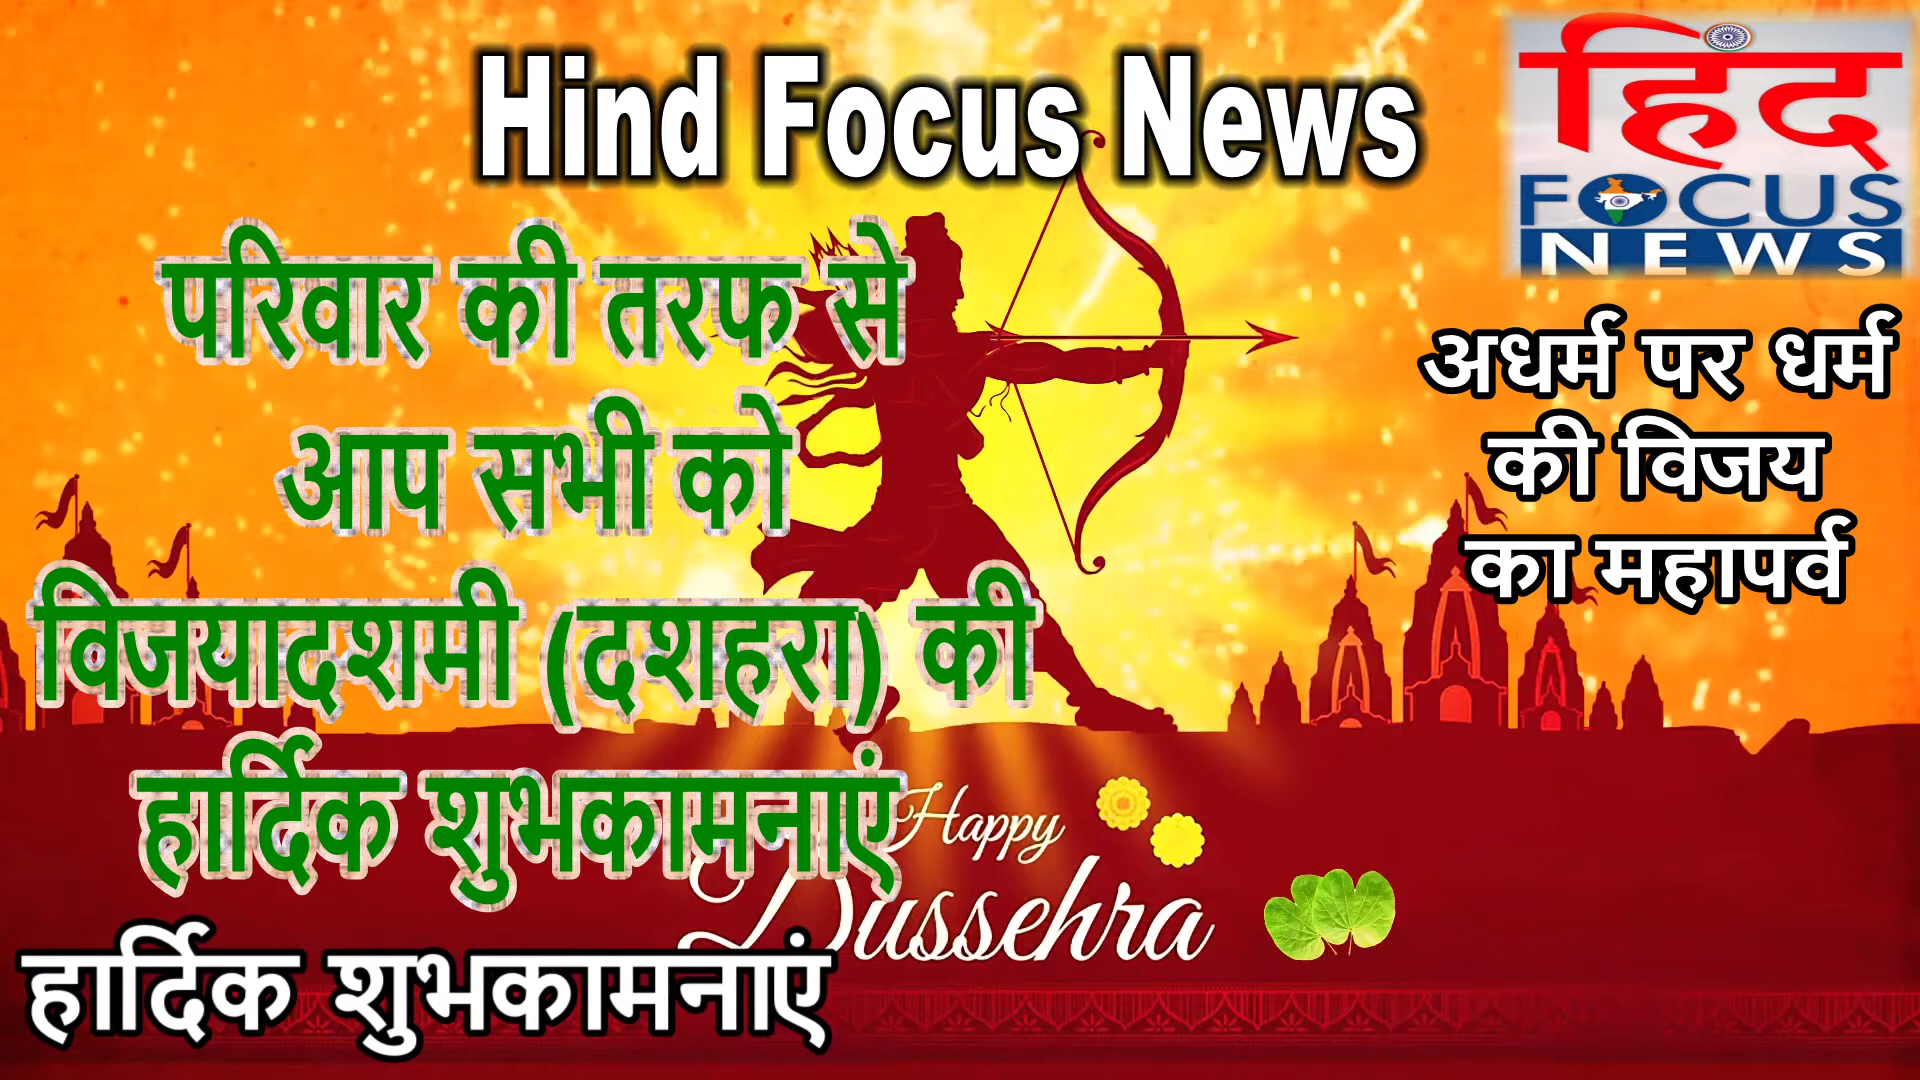 Hind Focus News
हिंद
FOCUS
NEWS
परिवार की तरफ से
आप सभी को
विजयादशमी (दशहरा) की
हार्दिक शुभकामनाएं
अधर्म पर धर्म
की विजय
का महापर्व
Happy
Dussehra
हार्दिक शुभकामनाएं